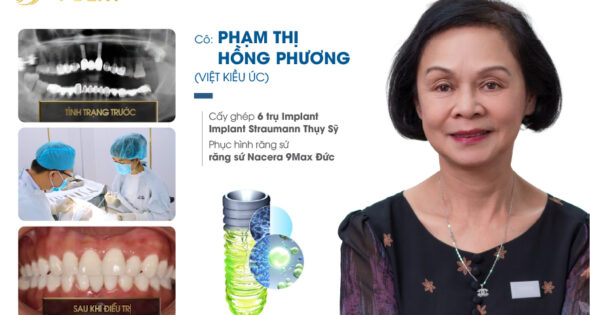 Cô: PHẠM THỊ
HỒNG PHƯƠNG
(VIỆT KIỀU ÚC)
Cấy ghép 6 trụ Implant
Implant Straumann Thụy Sỹ
Phục hình răng sứ
răng sứ Nacera 9Max Đức
TÌNH TRẠNG TRƯỚC
SAU KHI ĐIỀU TRỊ